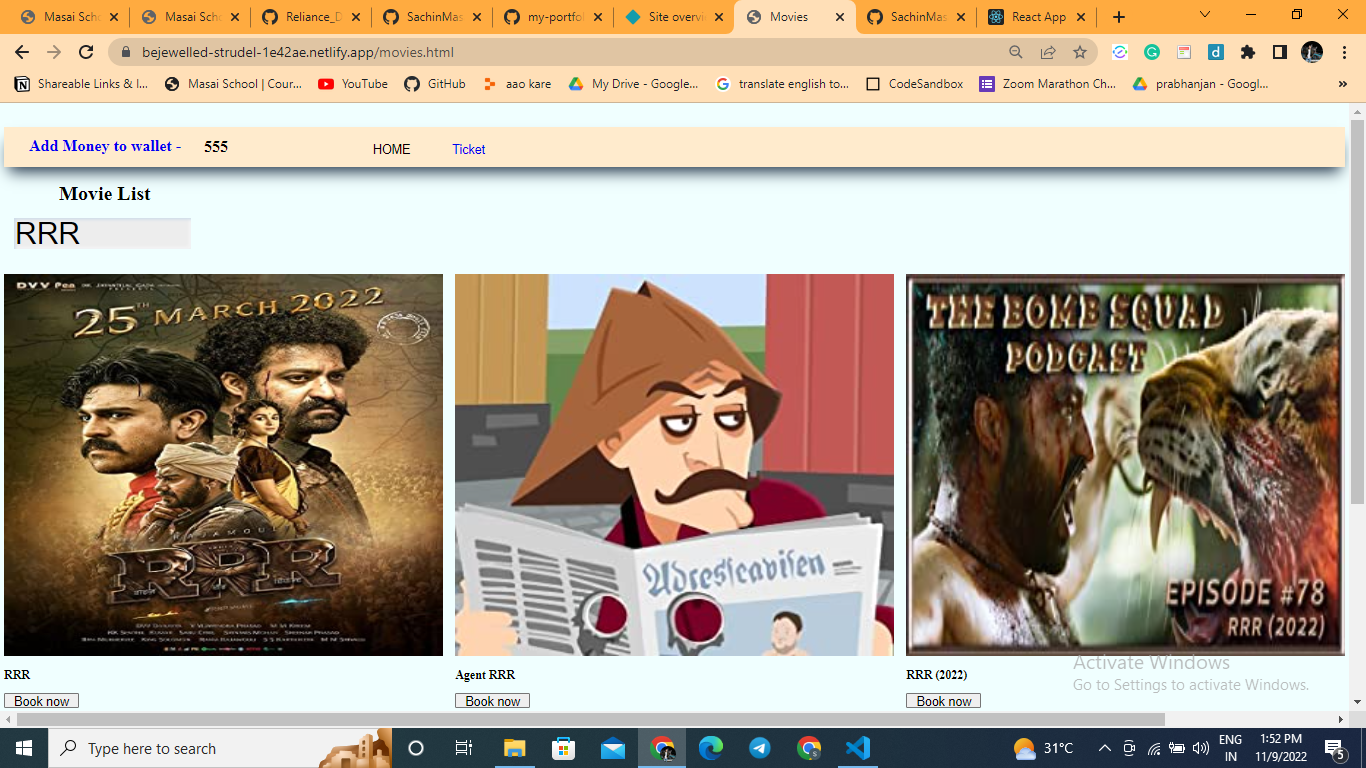 Masai Scho
Masai Scho
Reliance_D
SachinMas
my-portfol
Site overvi
Movies
SachinMas
React App
bejewelled-strudel-1e42ae.netlify.app/movies.html
Shareable Links & I...
Masai School | Cour...
YouTube
GitHub
aao kare
My Drive - Google...
translate english to...
CodeSandbox
Zoom Marathon Ch...
prabhanjan - Googl...
»
Add Money to wallet - 555
HOME
Ticket
Movie List
RRR
DVV
25TH MARCH 2022
RAJAMOULI
RRR
Adresseavisen
THE BOMB SQUAD
PODCAST
EPISODE #78
RRR (2022)
RRR
Agent RRR
RRR (2022)
Book now
Book now
Book now
Activate Windows
Go to Settings to activate Windows.
Type here to search
31°C
ENG
IN
1:52 PM
11/9/2022
5